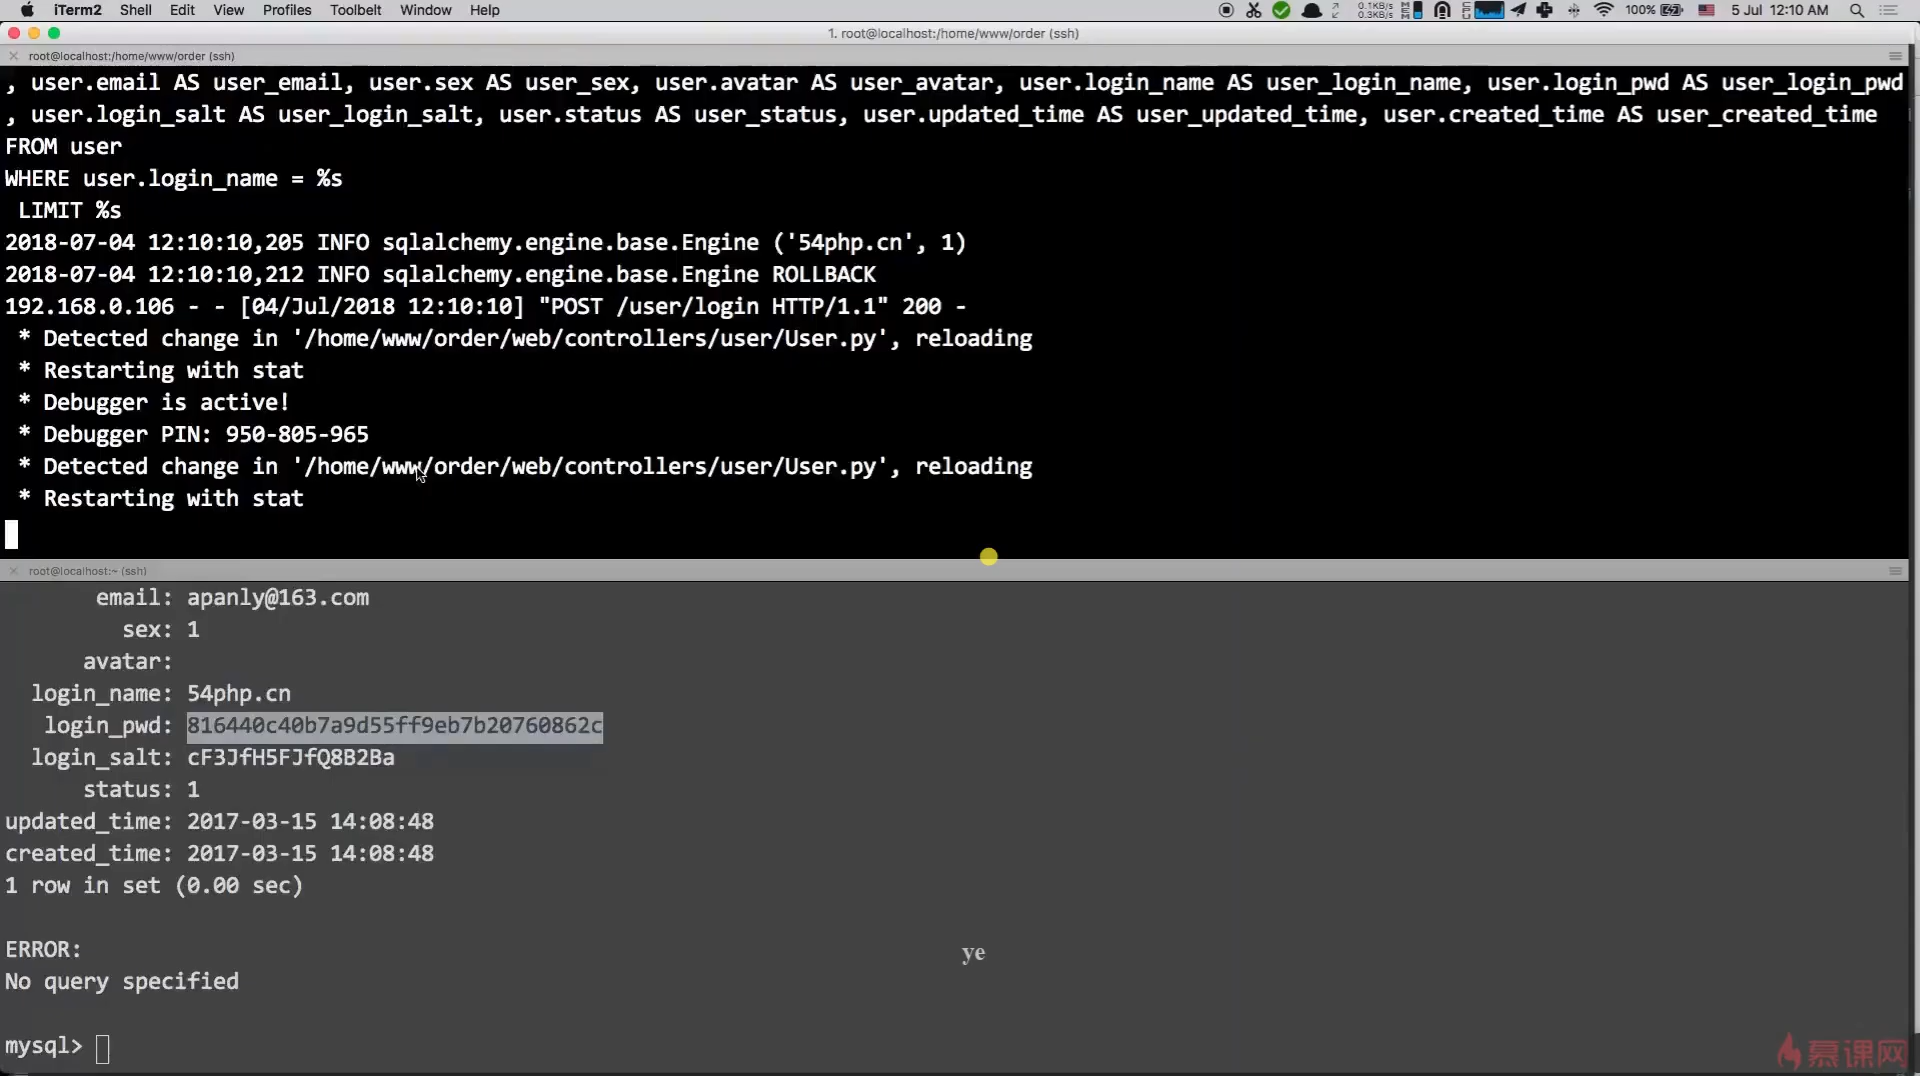 iTerm2 Shell Edit View Profiles Toolbelt Window Help 0.1KB/s 0.3KB/s 100% 5 Jul 12:10 AM
1. root@localhost:/home/www/order (ssh)
root@localhost:/home/www/order (ssh)
, user.email AS user_email, user.sex AS user_sex, user.avatar AS user_avatar, user.login_name AS user_login_name, user.login_pwd AS user_login_pwd
, user.login_salt AS user_login_salt, user.status AS user_status, user.updated_time AS user_updated_time, user.created_time AS user_created_time
FROM user
WHERE user.login_name = %s
LIMIT %s
2018-07-04 12:10:10,205 INFO sqlalchemy.engine.base.Engine ('54php.cn', 1)
2018-07-04 12:10:10,212 INFO sqlalchemy.engine.base.Engine ROLLBACK
192.168.0.106 - - [04/Jul/2018 12:10:10] "POST /user/login HTTP/1.1" 200 -
* Detected change in '/home/www/order/web/controllers/user/User.py', reloading
* Restarting with stat
* Debugger is active!
* Debugger PIN: 950-805-965
* Detected change in '/home/www/order/web/controllers/user/User.py', reloading
* Restarting with stat
root@localhost:~ (ssh)
email: apanly@163.com
sex: 1
avatar:
login_name: 54php.cn
login_pwd: 816440c40b7a9d55ff9eb7b20760862c
login_salt: cF3JfH5FJfQ8B2Ba
status: 1
updated_time: 2017-03-15 14:08:48
created_time: 2017-03-15 14:08:48
1 row in set (0.00 sec)
ERROR:
No query specified
ye
mysql>
慕课网